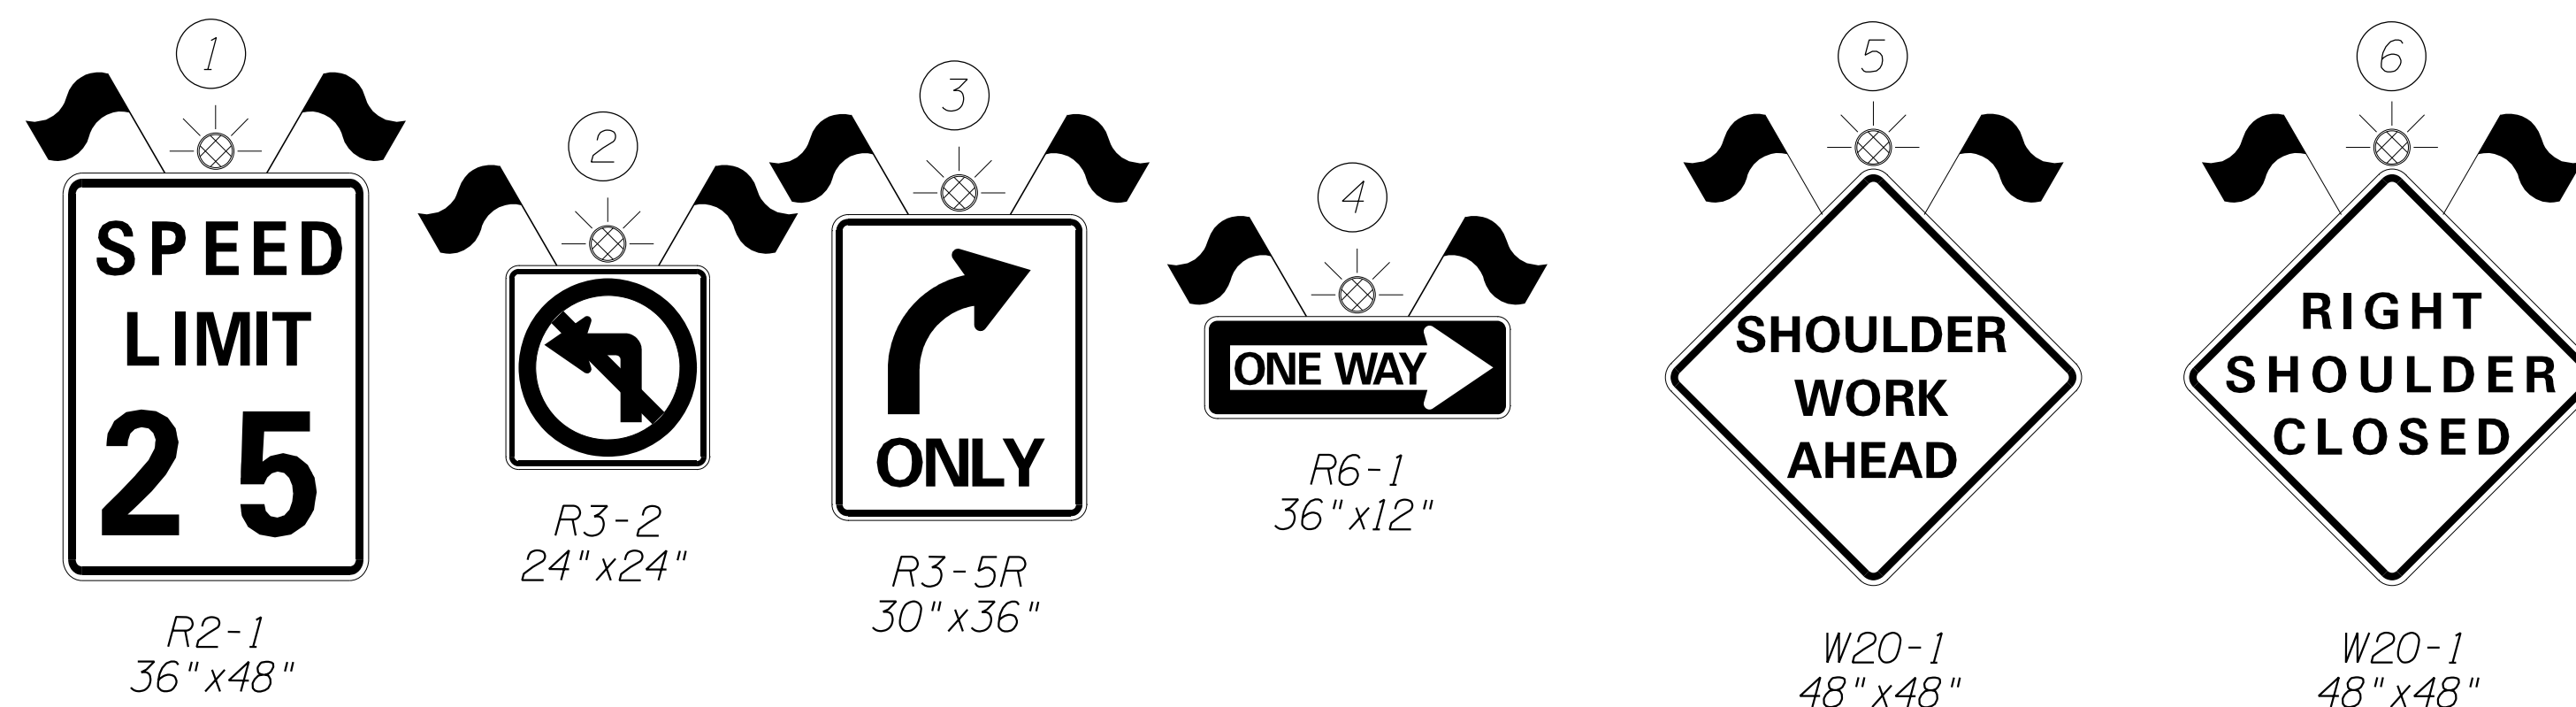 1
SPEED
LIMIT
25
R2-1
36"x48"
2
R3-2
24"x24"
3
ONLY
R3-5R
30"x36"
4
ONE WAY
R6-1
36"x12"
5
SHOULDER
WORK
AHEAD
W20-1
48"x48"
6
RIGHT
SHOULDER
CLOSED
W20-1
48"x48"